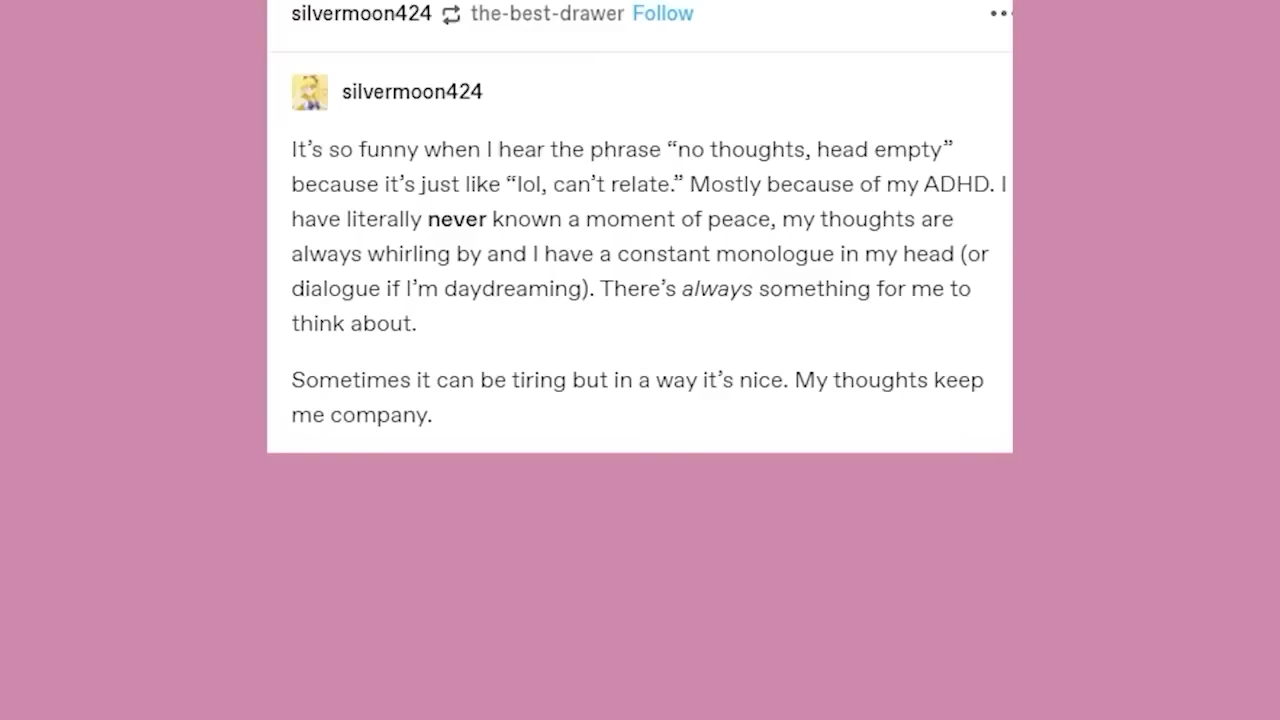 silvermoon424 the-best-drawer Follow
silvermoon424
It’s so funny when I hear the phrase “no thoughts, head empty”
because it’s just like “lol, can’t relate.” Mostly because of my ADHD. I
have literally never known a moment of peace, my thoughts are
always whirling by and I have a constant monologue in my head (or
dialogue if I’m daydreaming). There’s always something for me to
think about.
Sometimes it can be tiring but in a way it’s nice. My thoughts keep
me company.